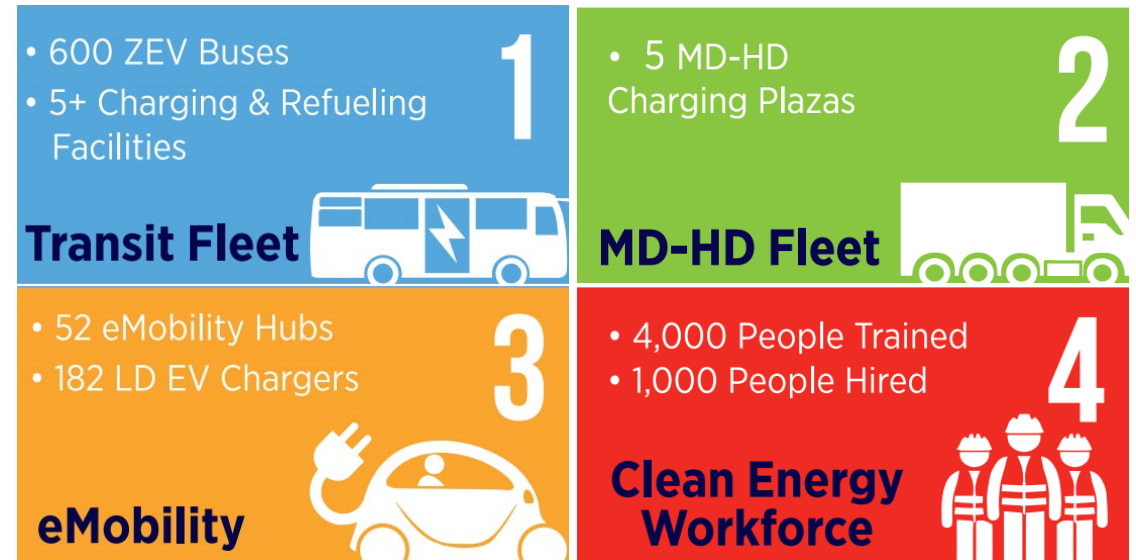 • 600 ZEV Buses
• 5+ Charging & Refueling
Facilities
1
Transit Fleet
• 5 MD-HD
Charging Plazas
2
MD-HD Fleet
• 52 eMobility Hubs
• 182 LD EV Chargers
3
eMobility
• 4,000 People Trained
• 1,000 People Hired
4
Clean Energy
Workforce